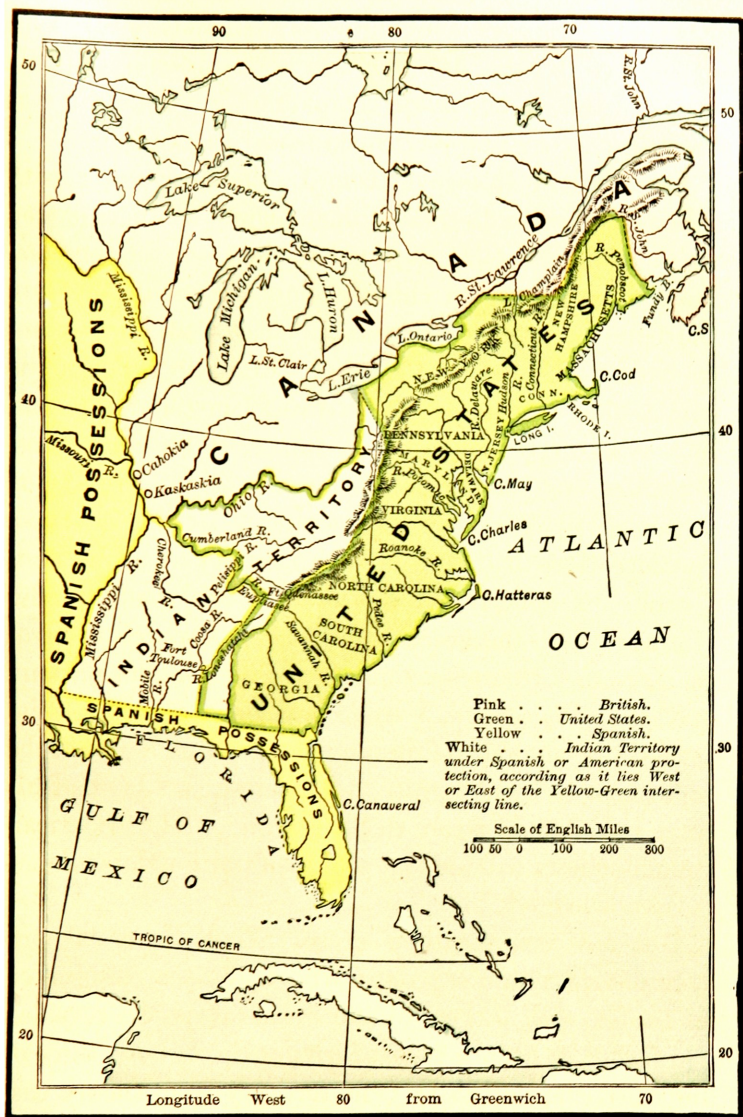 90 80 70
50
R.St.John
50
Lake Superior
CANADA
R.St.Lawrence
R. St. John
Mississippi R.
Lake Michigan
L.Huron
L.Ontario
L. Champlain
R. Penobscot
Fundy B.
C.S
SPANISH POSSESSIONS
L.St.Clair
L.Erie
NEW YORK
NEW HAMPSHIRE
MASSACHUSETTS
R. Connecticut
CONN.
C.Cod
RHODE I.
LONG I.
40
40
UNITED STATES
R.Delaware
Hudson R.
N.JERSEY
PENNSYLVANIA
MARYLAND
DELAWARE
C.May
Missouri R.
Cahokia
Kaskaskia
Ohio R.
INDIAN TERRITORY
R. Potomac
VIRGINIA
C.Charles
ATLANTIC
OCEAN
Cumberland R.
Pelisipi R.
Cherokee R.
Roanoke R.
NORTH CAROLINA
C.Hatteras
Euphasee
Mississippi R.
Coosa R.
Fort Toulouse
Mobile R.
SOUTH CAROLINA
Pedee R.
Savannah R.
GEORGIA
30
30
SPANISH POSSESSIONS
FLORIDA
C.Canaveral
GULF OF
MEXICO
Pink . . . . British.
Green . . United States.
Yellow . . . Spanish.
White . . . Indian Territory
under Spanish or American pro-
tection, according as it lies West
or East of the Yellow-Green inter-
secting line.
Scale of English Miles
100 50 0 100 200 300
TROPIC OF CANCER
20
20
Longitude West 80 from Greenwich 70